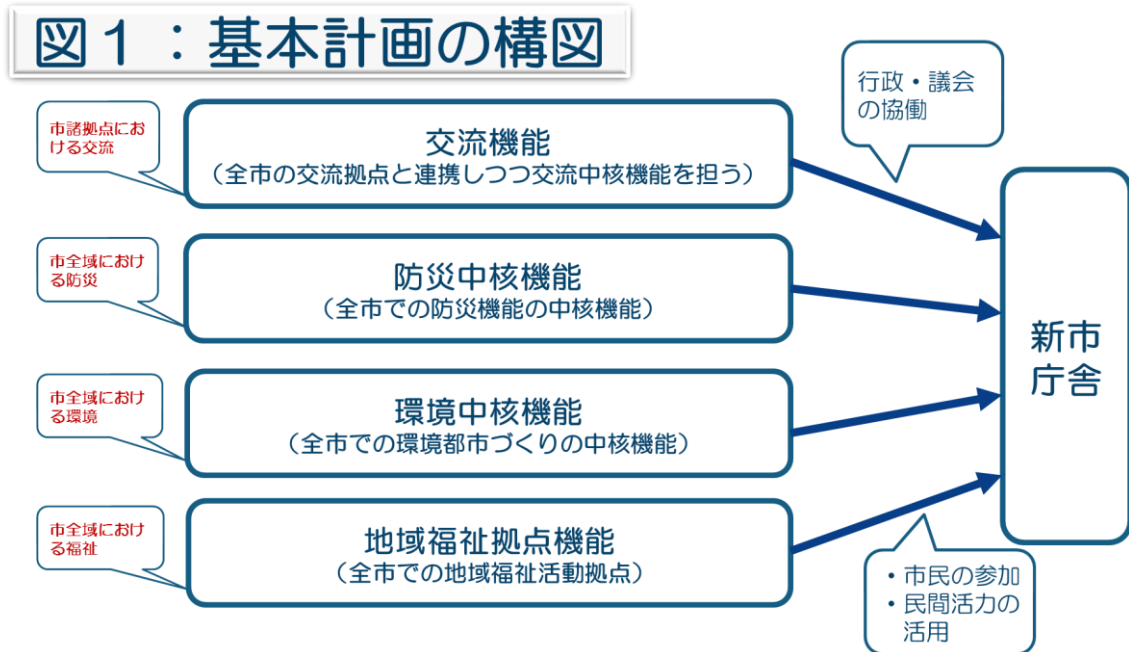 図1：基本計画の構図
行政・議会
の協働
市諸拠点にお
ける交流
交流機能
（全市の交流拠点と連携しつつ交流中核機能を担う）
市全域におけ
る防災
防災中核機能
（全市での防災機能の中核機能）
新市
庁舎
市全域におけ
る環境
環境中核機能
（全市での環境都市づくりの中核機能）
市全域におけ
る福祉
地域福祉拠点機能
（全市での地域福祉活動拠点）
・市民の参加
・民間活力の
活用